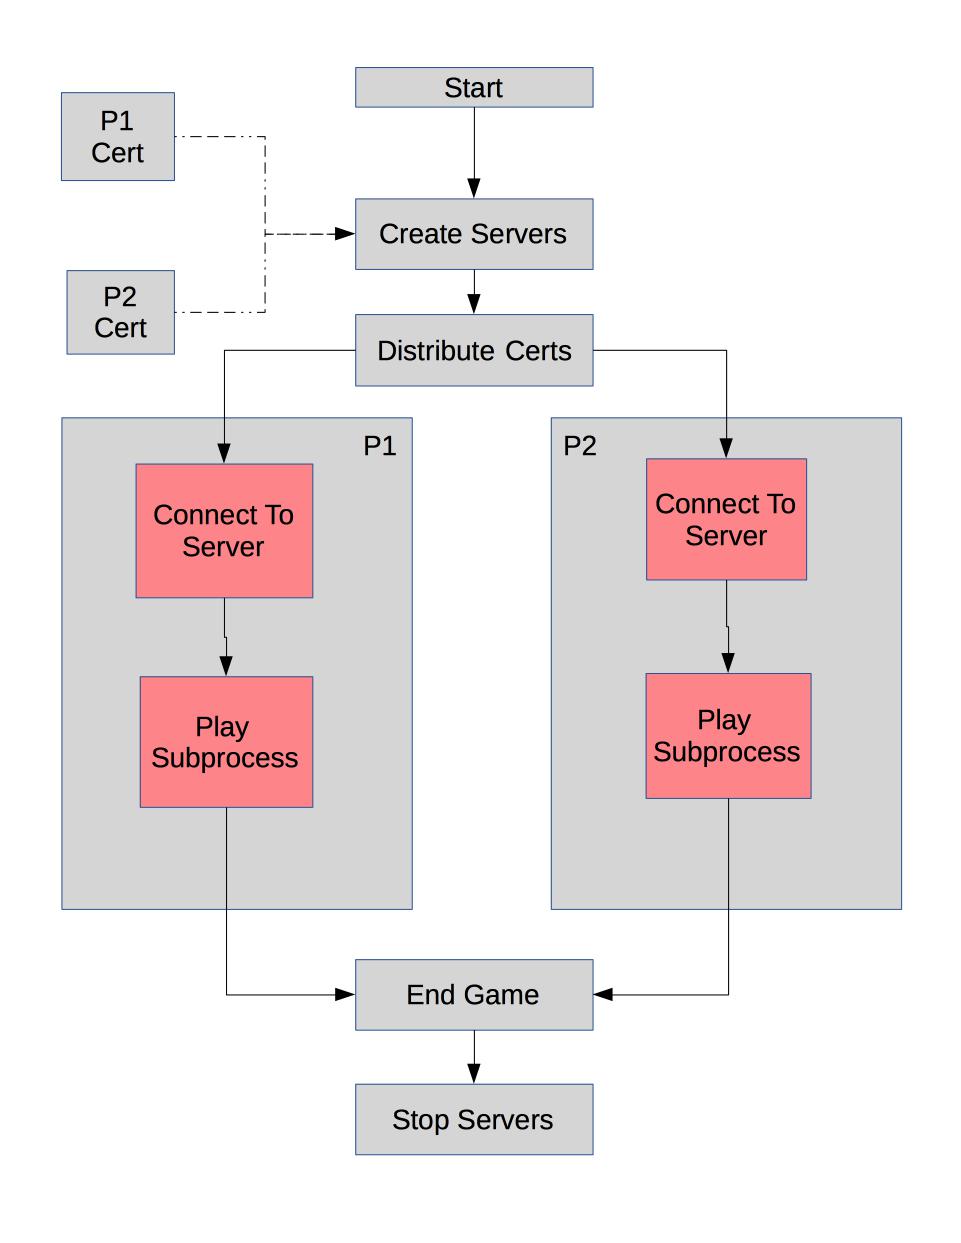 Start
P1
Cert
Create Servers
P2
Cert
Distribute Certs
P1
Connect To
Server
Play
Subprocess
P2
Connect To
Server
Play
Subprocess
End Game
Stop Servers